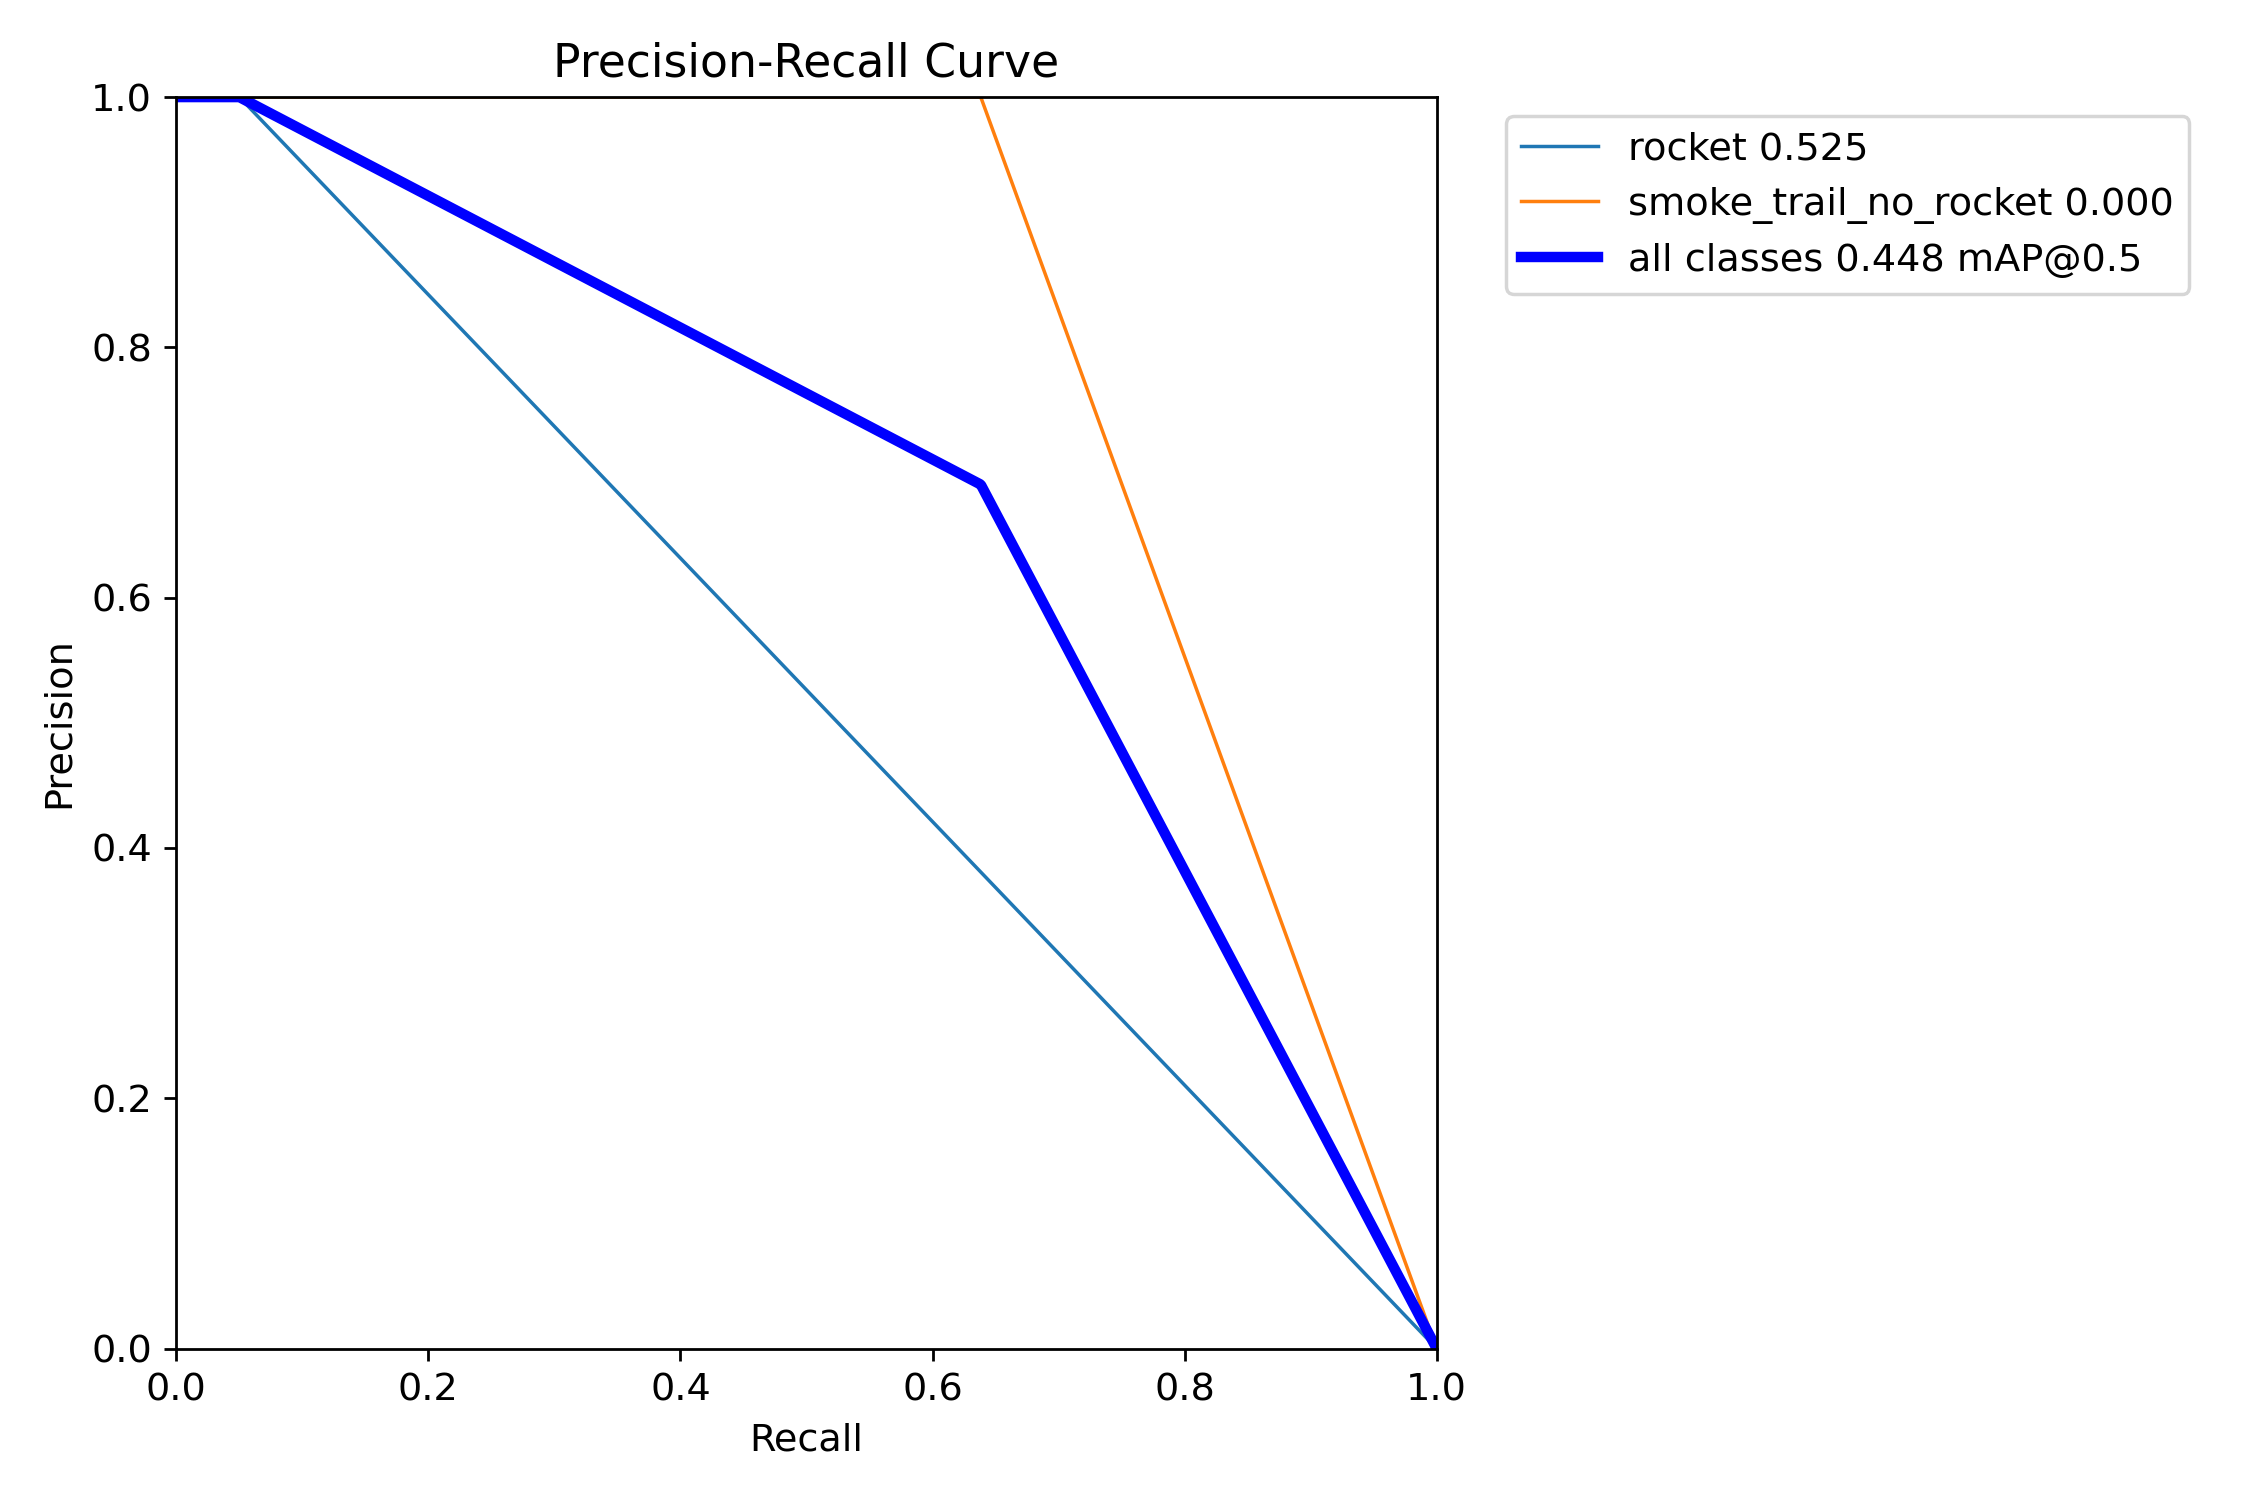 Precision-Recall Curve
1.0
0.8
0.6
0.4
0.2
0.0
Precision
0.0 0.2 0.4 0.6 0.8 1.0
Recall
rocket 0.525
smoke_trail_no_rocket 0.000
all classes 0.448 mAP@0.5